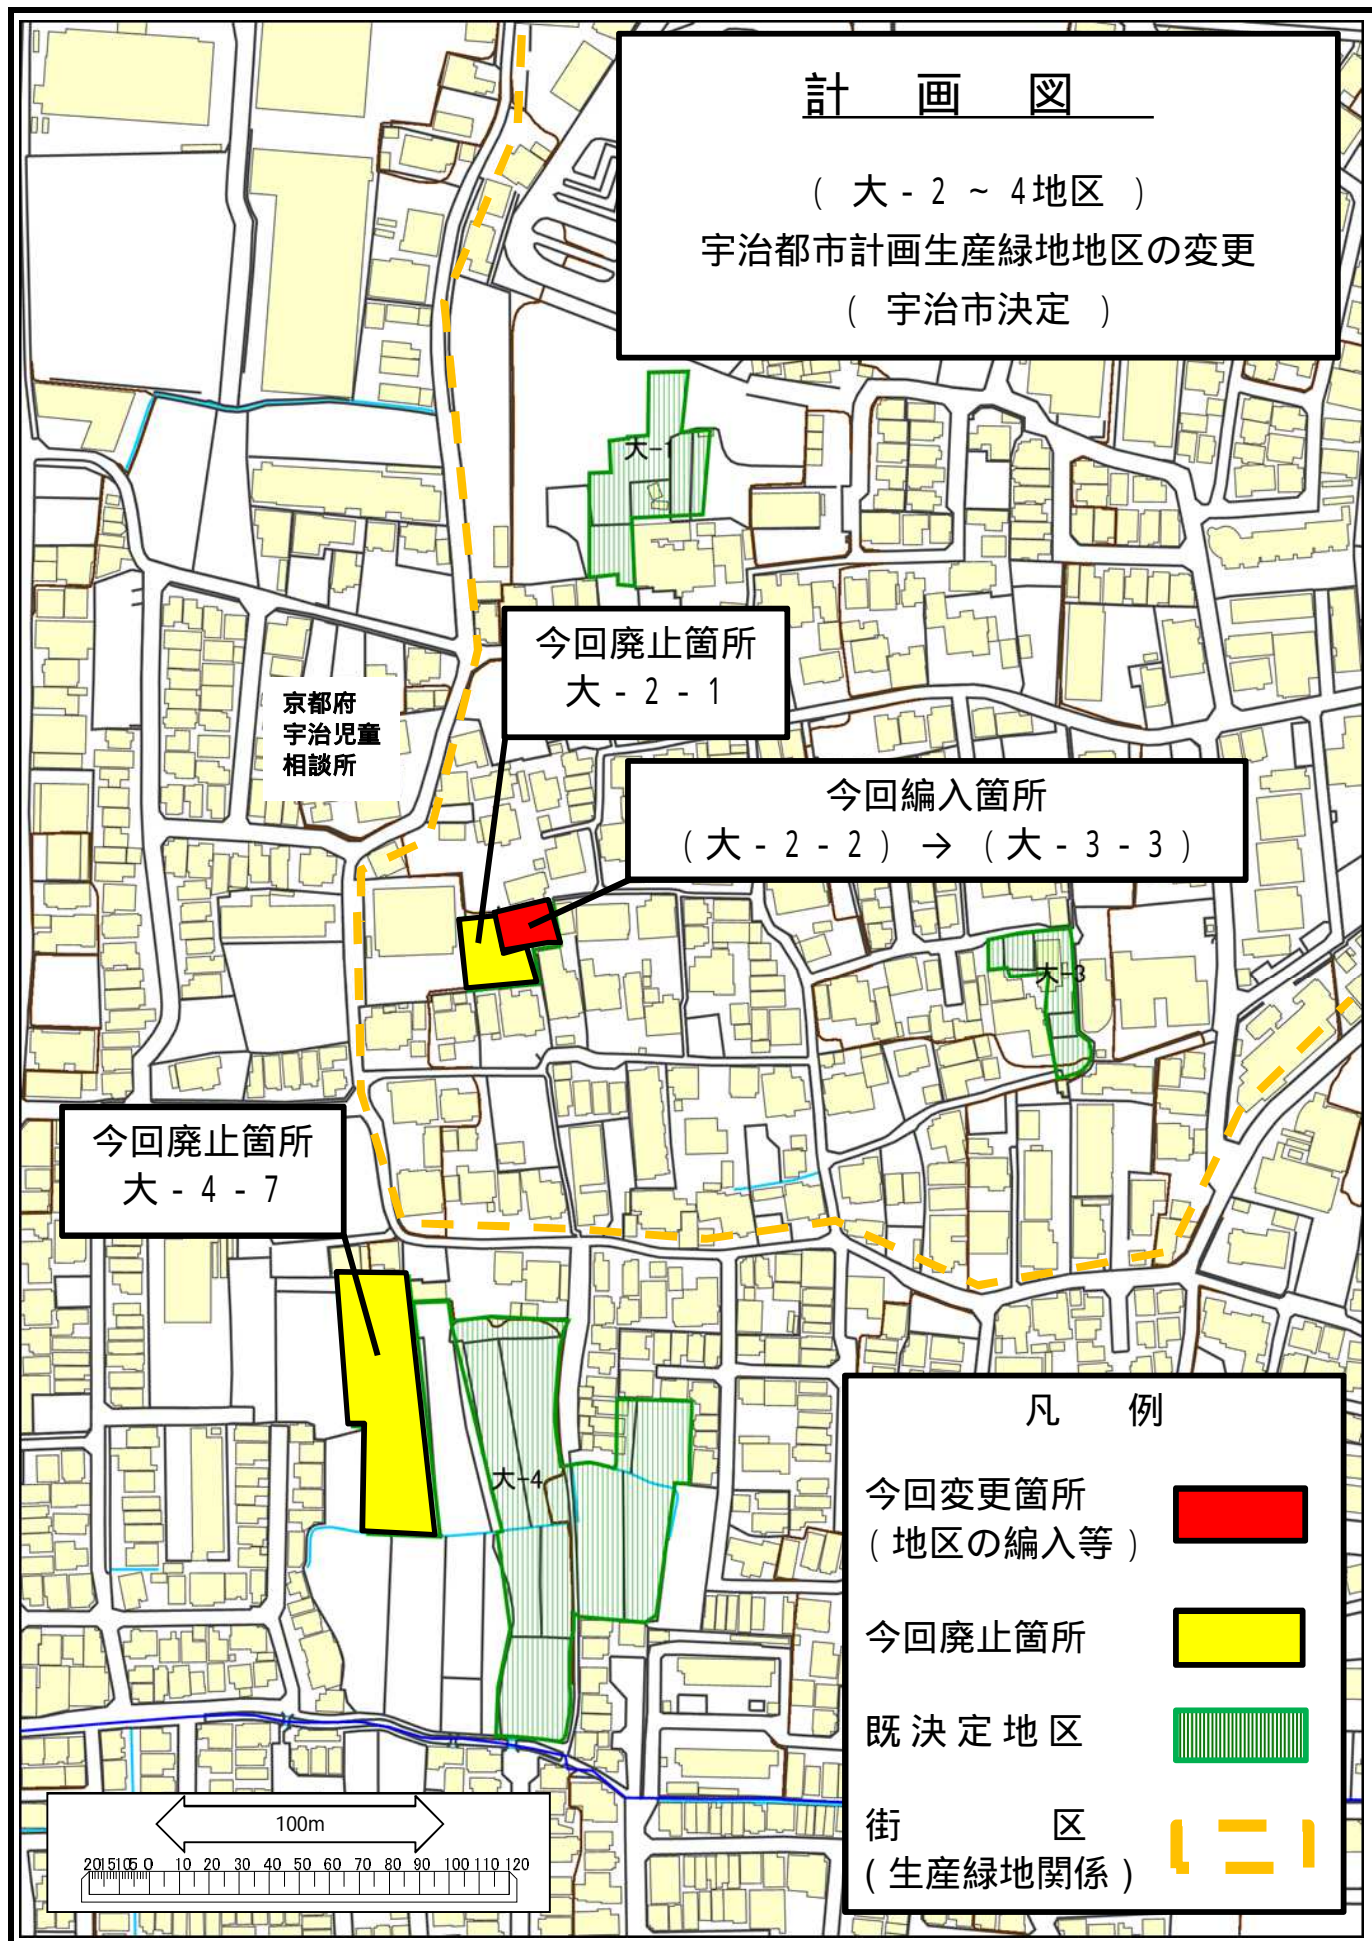 計 画 図
( 大 - 2 ~ 4地区 )
宇治都市計画生産緑地地区の変更
( 宇治市決定 )
大-1
今回廃止箇所
大 - 2 - 1
京都府
宇治児童
相談所
今回編入箇所
( 大 - 2 - 2 ) → ( 大 - 3 - 3 )
大-3
今回廃止箇所
大 - 4 - 7
大-4
凡 例
今回変更箇所
( 地区の編入等 )
今回廃止箇所
既決定地区
街 区
( 生産緑地関係 )
100m
20 15 10 5 0 10 20 30 40 50 60 70 80 90 100 110 120